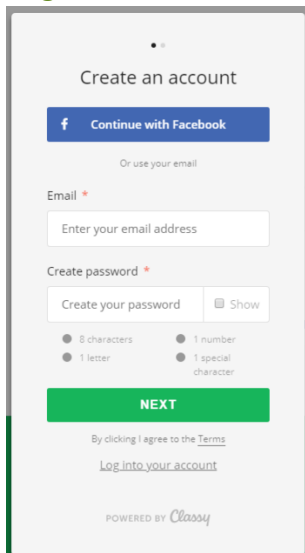 Create an account
f Continue with Facebook
Or use your email
Email *
Enter your email address
Create password *
Create your password Show
8 characters 1 number
1 letter 1 special
character
NEXT
By clicking I agree to the Terms
Log into your account
POWERED BY Classy